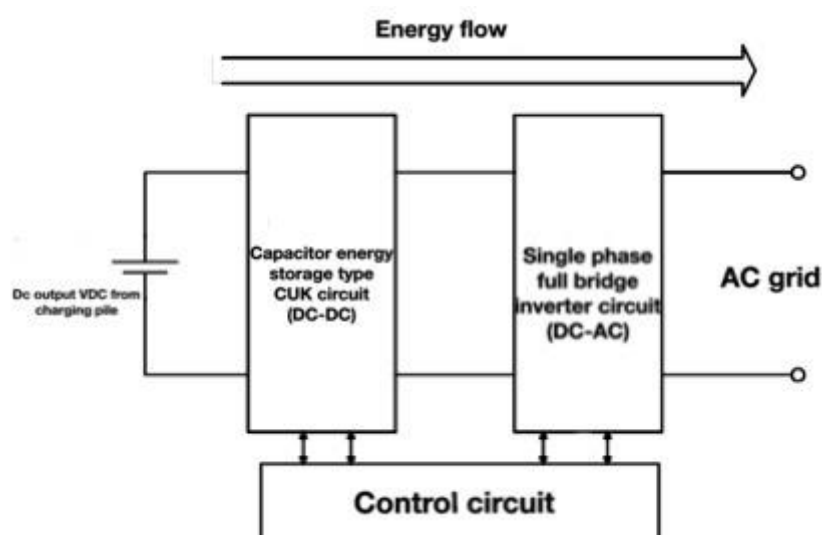 Energy flow
Capacitor energy
storage type
CUK circuit
(DC-DC)
Single phase
full bridge
inverter circuit
(DC-AC)
AC grid
Dc output VDC from
charging pile
Control circuit